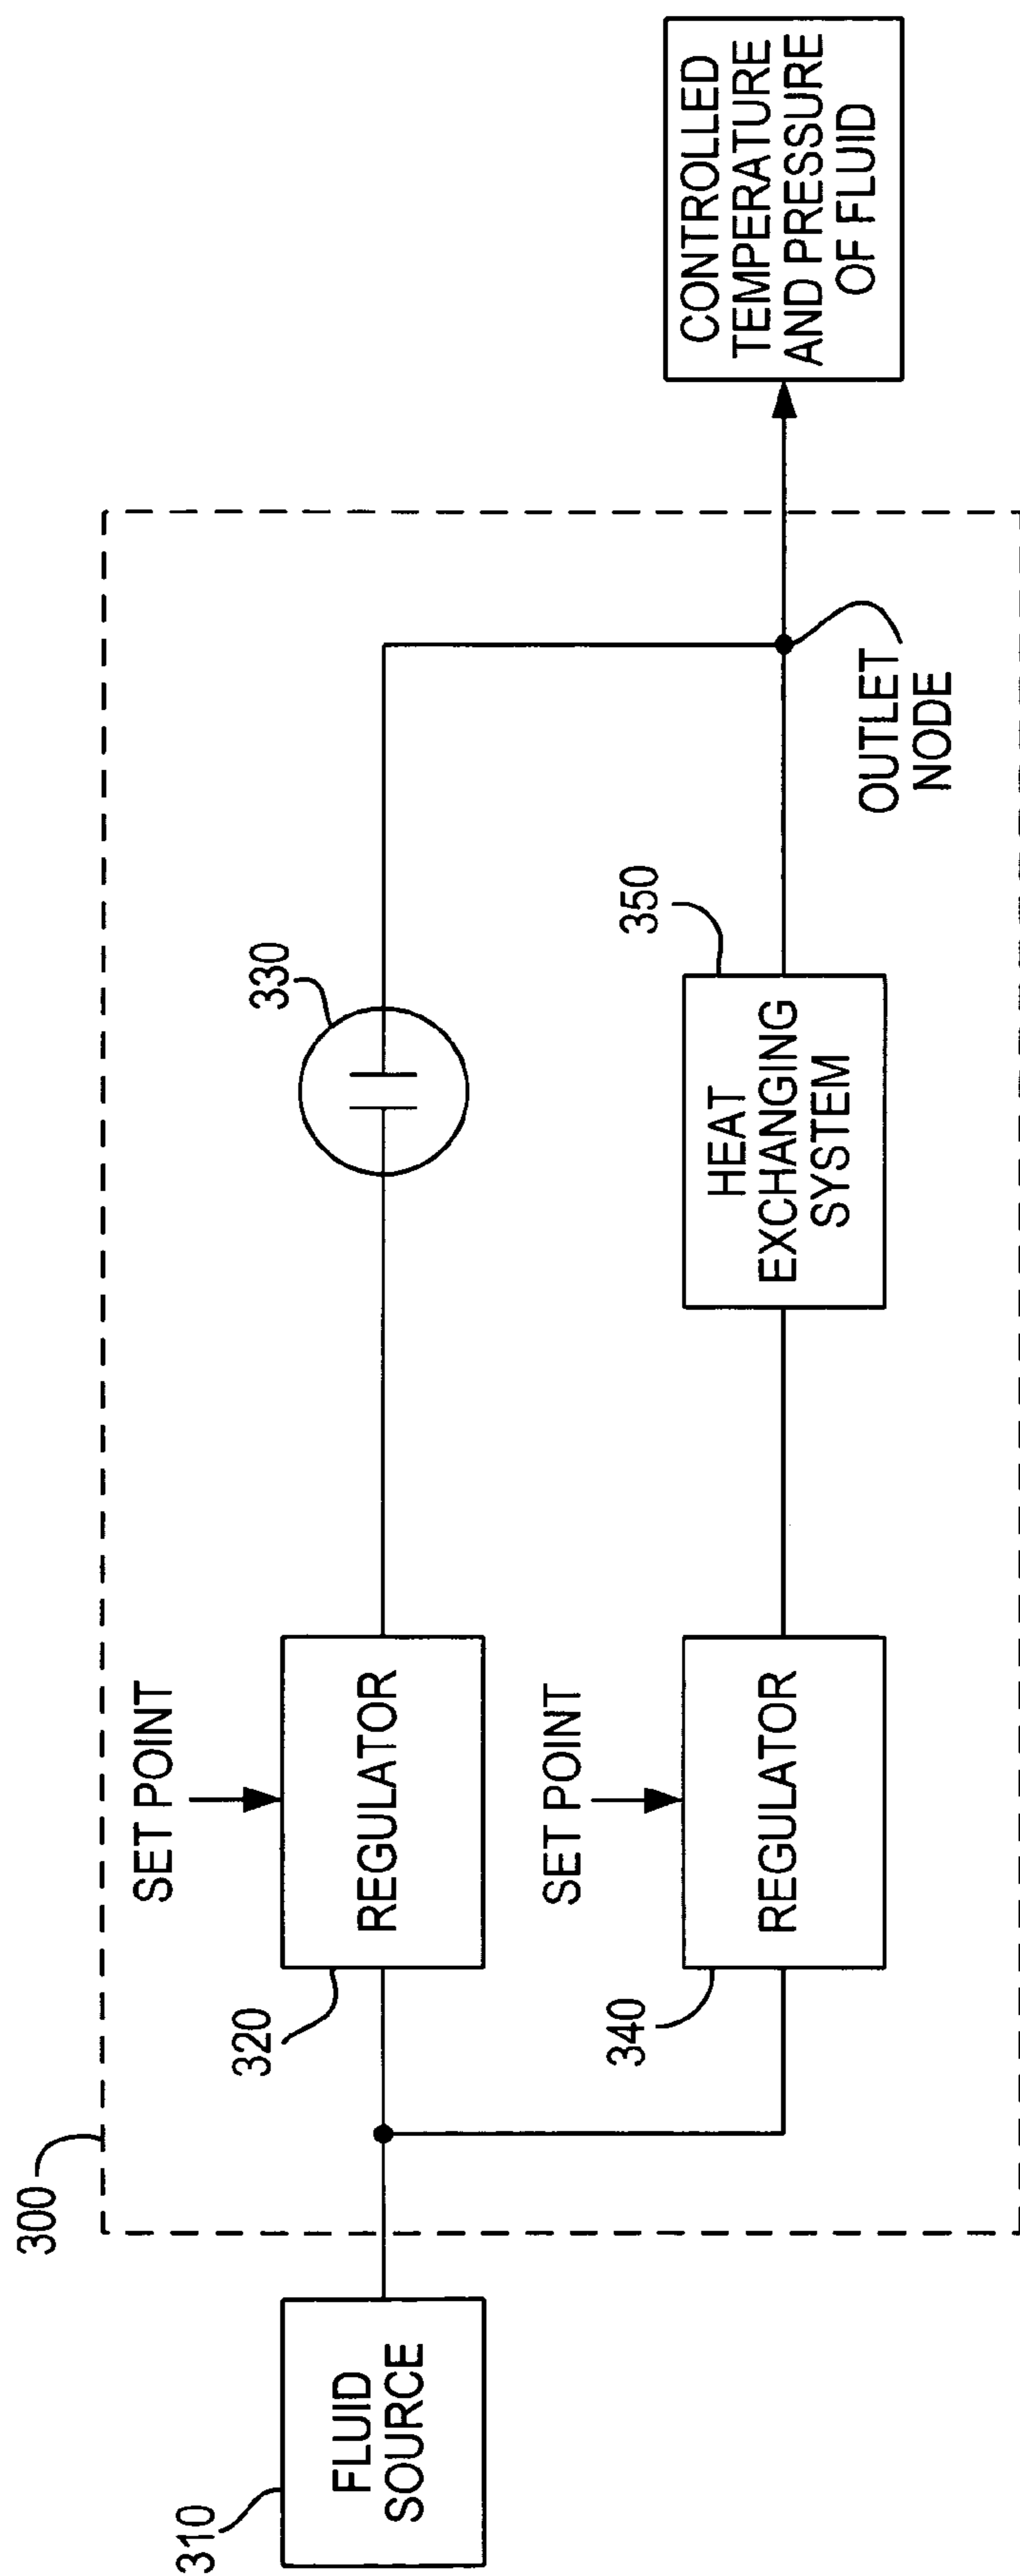 300
310
FLUID
SOURCE
SET POINT
320
REGULATOR
330
SET POINT
340
REGULATOR
350
HEAT
EXCHANGING
SYSTEM
OUTLET
NODE
CONTROLLED
TEMPERATURE
AND PRESSURE
OF FLUID